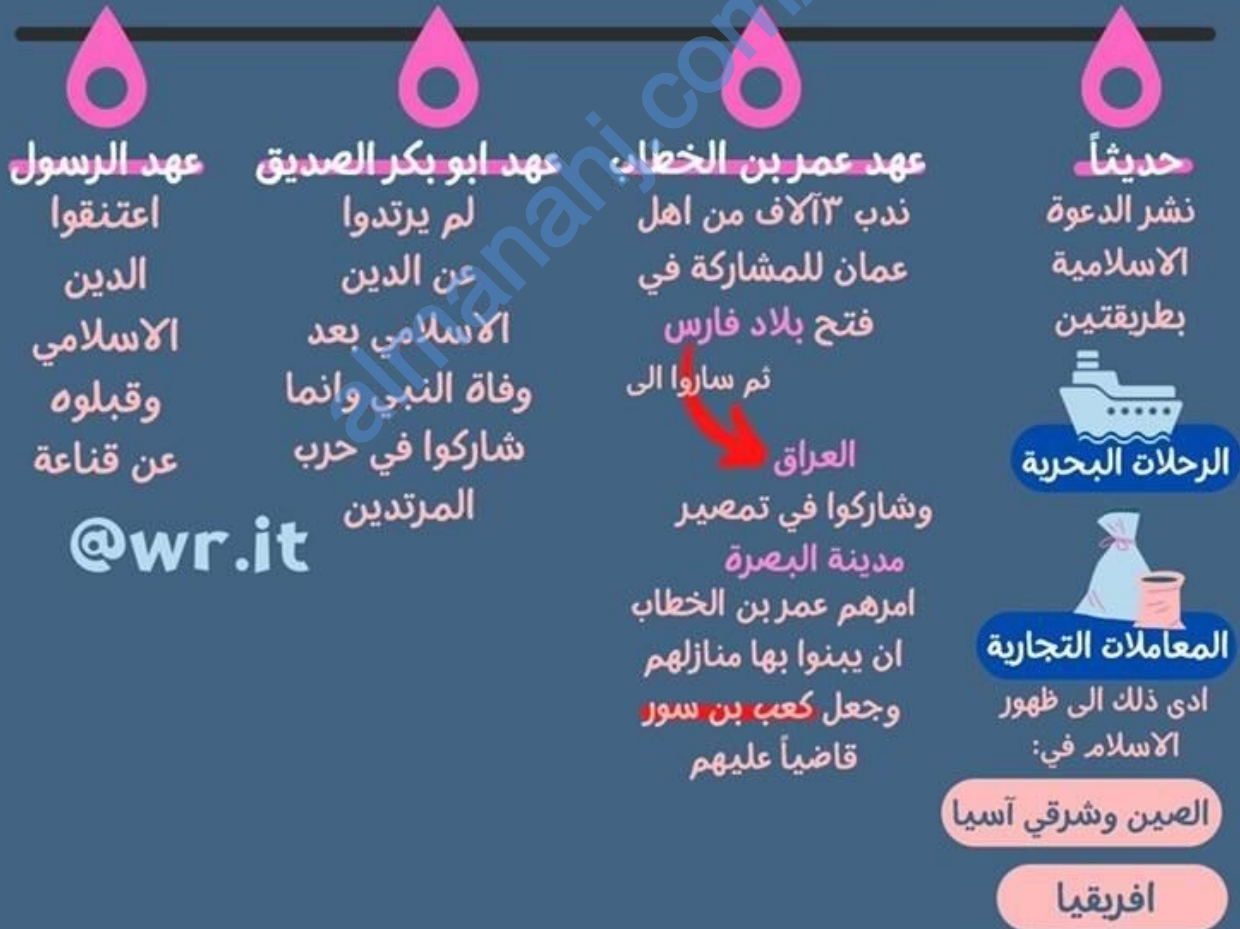 عهد الرسول
اعتنقوا
الدين
الاسلامي
وقبلوه
عن قناعة
@wr.it
عهد ابو بكر الصديق
لم يرتدوا
عن الدين
الاسلامي بعد
وفاة النبي وانما
شاركوا في حرب
المرتدين
عهد عمر بن الخطاب
ندب ٣آلاف من اهل
عمان للمشاركة في
فتح بلاد فارس
ثم ساروا الى
العراق
وشاركوا في تمصير
مدينة البصرة
امرهم عمر بن الخطاب
ان يبنوا بها منازلهم
وجعل كعب بن سور
قاضياً عليهم
حديثاً
نشر الدعوة
الاسلامية
بطريقتين
الرحلات البحرية
المعاملات التجارية
ادى ذلك الى ظهور
الاسلام في:
الصين وشرقي آسيا
افريقيا
almanahj.com